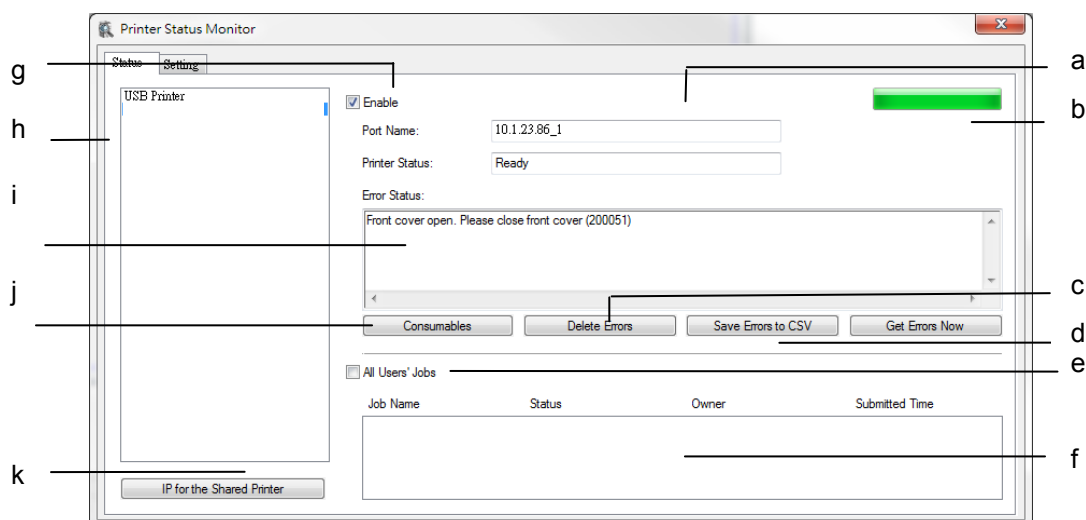 Printer Status Monitor
Status Setting
g
a
USB Printer
Enable
b
h
Port Name: 10.1.23.86_1
Printer Status: Ready
i
Error Status:
Front cover open. Please close front cover (200051)
j
c
Consumables Delete Errors Save Errors to CSV Get Errors Now
d
All Users' Jobs
e
Job Name Status Owner Submitted Time
f
k
IP for the Shared Printer